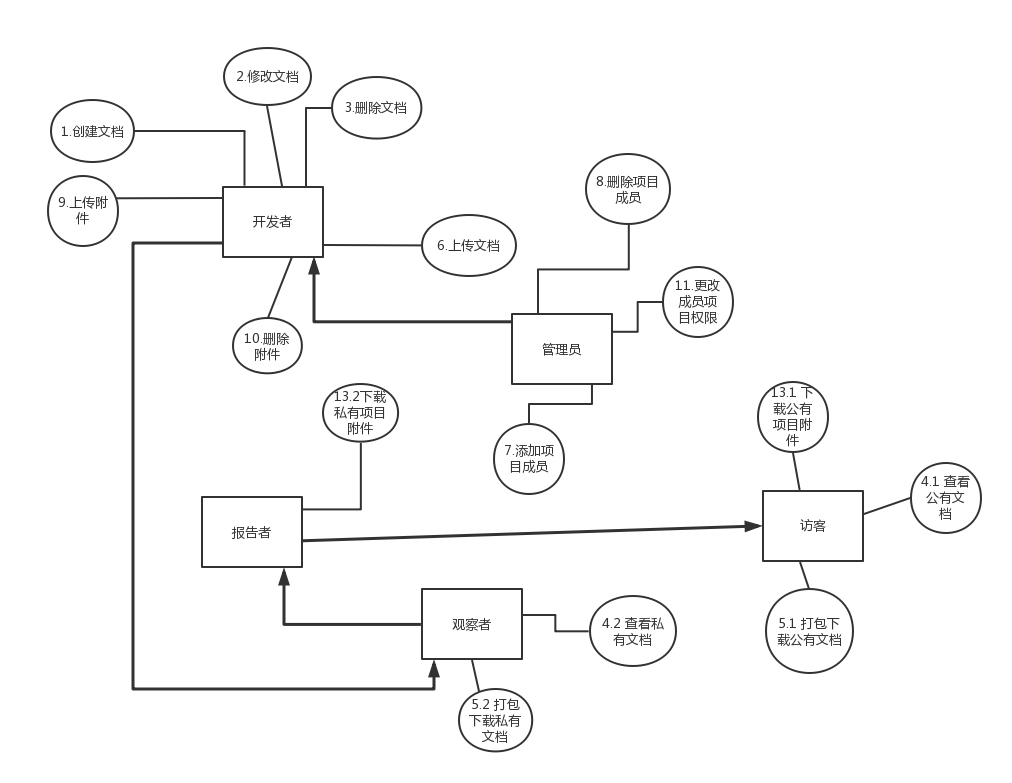 2.修改文档
3.删除文档
1.创建文档
9.上传附
件
开发者
6.上传文档
8.删除项目
成员
11.更改
成员项
目权限
10.删除
附件
管理员
13.2下载
私有项目
附件
7.添加项
目成员
13.1 下
载公有
项目附
件
4.1 查看
公有文
档
报告者
访客
观察者
4.2 查看私
有文档
5.1 打包下
载公有文档
5.2 打包
下载私有
文档